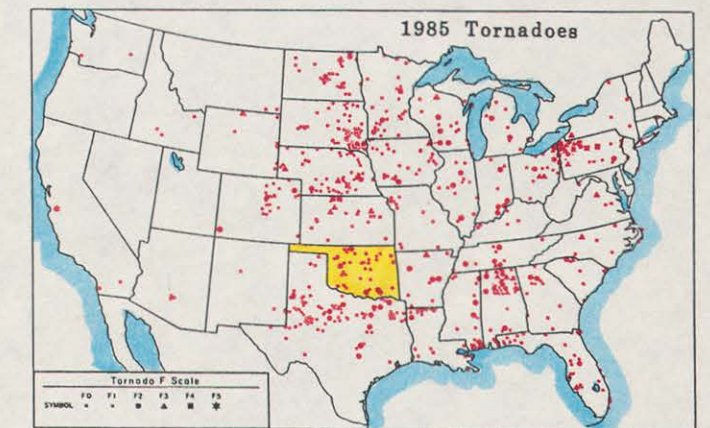 1985 Tornadoes
Tornado F Scale
F0 F1 F2 F3 F4 F5
SYMBOL